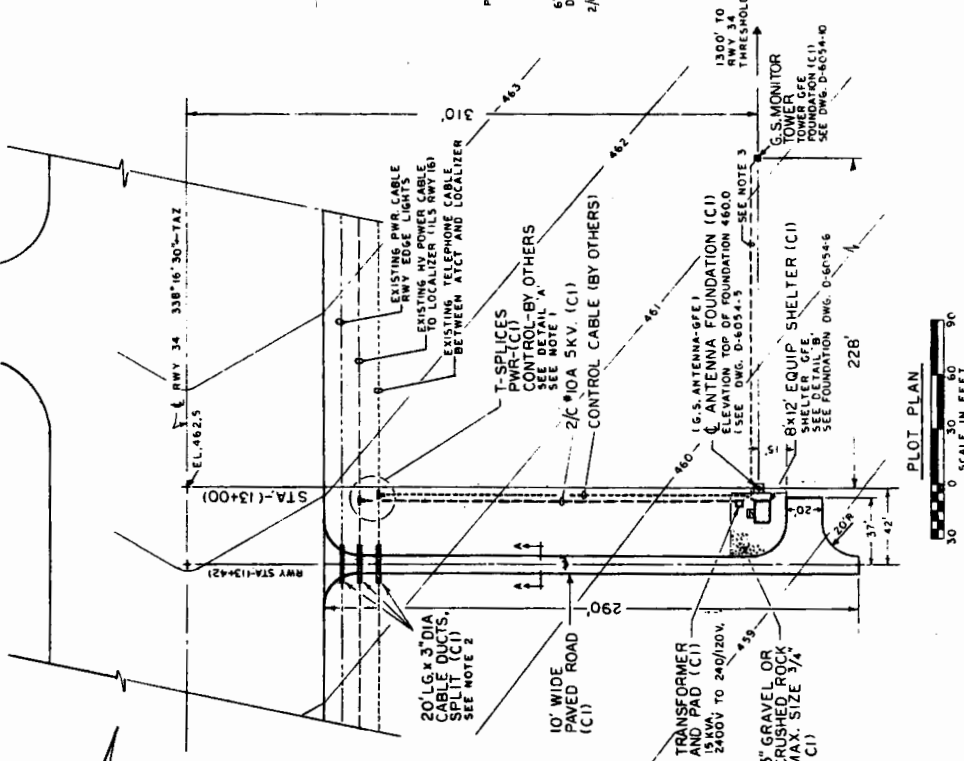 ℄ RWY 34 338°16'30"-TAZ
EL.462.5
STA.-(13+00)
RWY STA-(13+42)
310'
463
462
461
460
459
EXISTING PWR. CABLE
RWY EDGE LIGHTS
EXISTING HV POWER CABLE
TO LOCALIZER (ILS RWY 16)
EXISTING TELEPHONE CABLE
BETWEEN ATCT AND LOCALIZER
T-SPLICES
PWR-(CI)
CONTROL-BY OTHERS
SEE DETAIL 'A'
SEE NOTE 1
2/C #10A 5KV. (CI)
CONTROL CABLE (BY OTHERS)
1300' TO
RWY 34
THRESHOLD
G.S. MONITOR
TOWER
TOWER GFE
FOUNDATION (CI)
SEE DWG. D-6054-10
SEE NOTE 3
(G.S. ANTENNA-GFE)
℄ ANTENNA FOUNDATION (CI)
ELEVATION TOP OF FOUNDATION 460.0
(SEE DWG. D-6054-5
15'
8x12' EQUIP SHELTER (CI)
SHELTER GFE
SEE DETAIL 'B'
SEE FOUNDATION DWG. D-6054-6
228'
20'
20'R
37'
42'
A
A
290'
20' LG. x 3" DIA
CABLE DUCTS,
SPLIT (CI)
SEE NOTE 2
10' WIDE
PAVED ROAD
(CI)
TRANSFORMER
AND PAD (CI)
15 KVA,
2400V TO 240/120V,
3" GRAVEL OR
CRUSHED ROCK
MAX. SIZE 3/4"
(CI)
PLOT PLAN
30 0 30 60 90
SCALE IN FEET